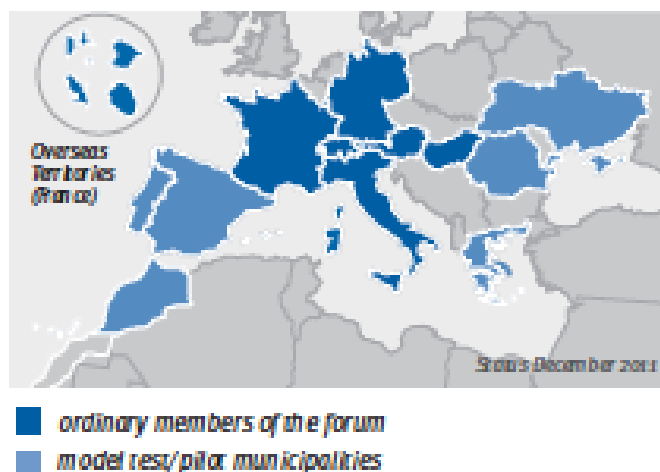 Overseas
Territories
(France)
Status December 2011
ordinary members of the forum
model test/pilot municipalities